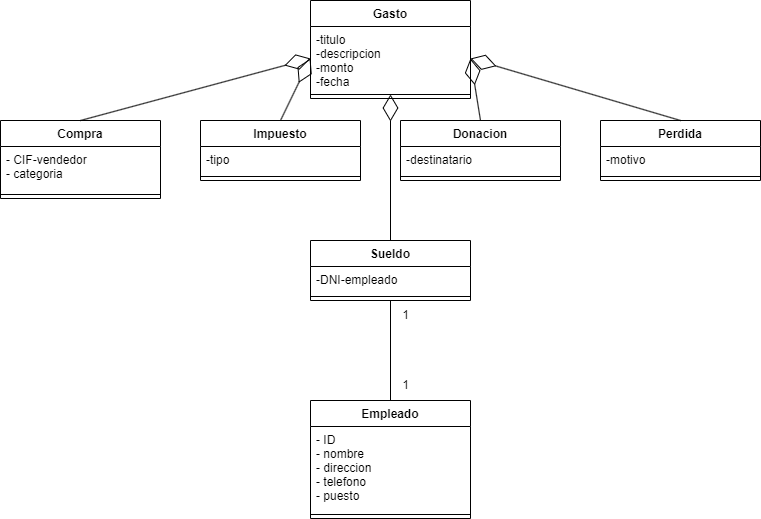 Gasto
-titulo
-descripcion
-monto
-fecha
Compra
- CIF-vendedor
- categoria
Impuesto
-tipo
Donacion
-destinatario
Perdida
-motivo
Sueldo
-DNI-empleado
1
1
Empleado
- ID
- nombre
- direccion
- telefono
- puesto